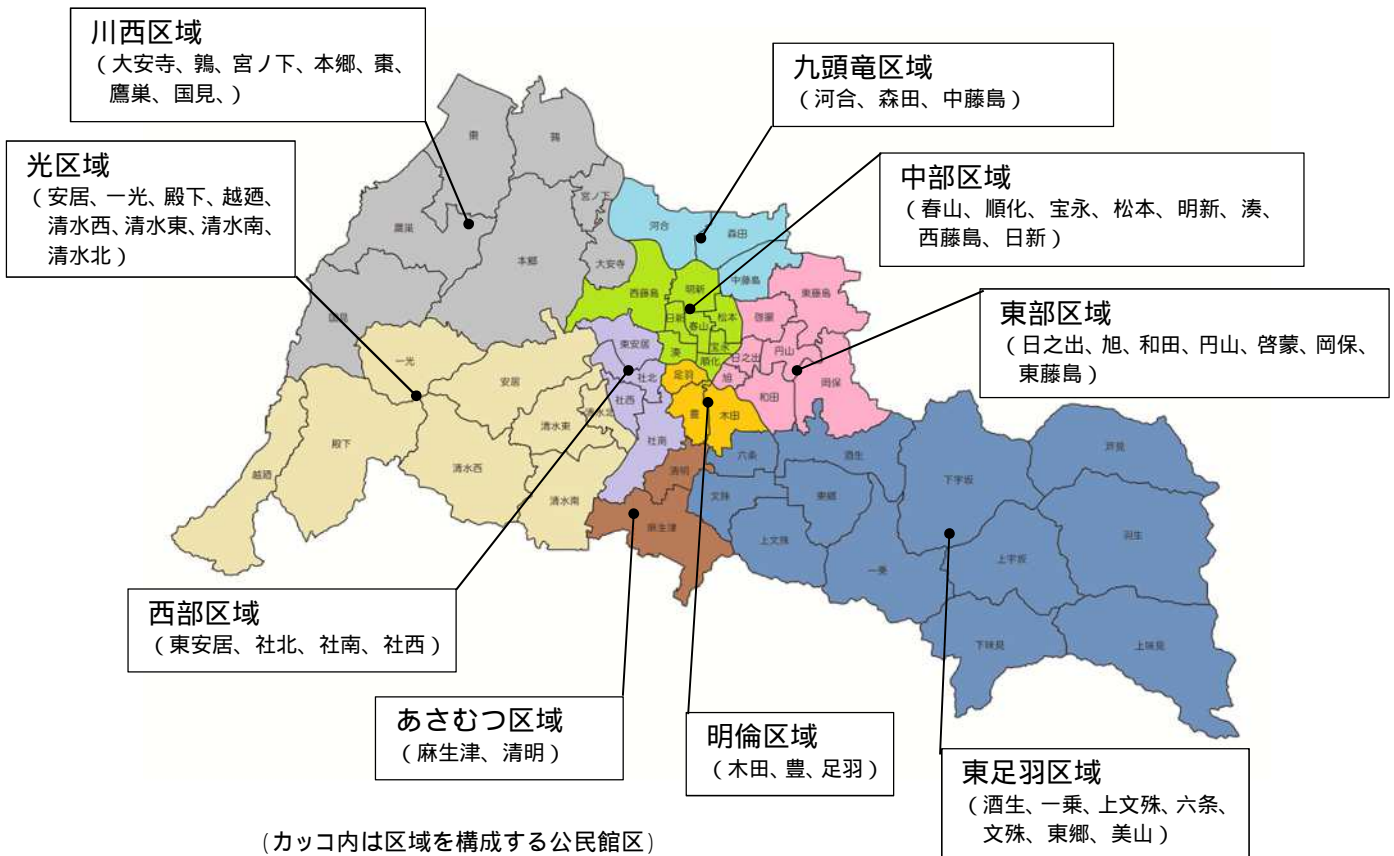 川西区域
(大安寺、鶉、宮ノ下、本郷、棗、
鷹巣、国見、)
九頭竜区域
(河合、森田、中藤島)
光区域
(安居、一光、殿下、越廼、
清水西、清水東、清水南、
清水北)
中部区域
(春山、順化、宝永、松本、明新、湊、
西藤島、日新)
東部区域
(日之出、旭、和田、円山、啓蒙、岡保、
東藤島)
棗
鶉
宮ノ下
鷹巣
本郷
大安寺
国見
河合
森田
中藤島
西藤島
明新
日新
春山
松本
宝永
湊
順化
東藤島
啓蒙
円山
日之出
旭
和田
岡保
一光
安居
殿下
越廼
清水西
清水東
清水北
清水南
東安居
社北
社西
社南
足羽
豊
木田
清明
麻生津
六条
酒生
文殊
東郷
上文殊
一乗
下宇坂
芦見
羽生
上宇坂
下味見
上味見
西部区域
(東安居、社北、社南、社西)
あさむつ区域
(麻生津、清明)
明倫区域
(木田、豊、足羽)
東足羽区域
(酒生、一乗、上文殊、六条、
文殊、東郷、美山)
(カッコ内は区域を構成する公民館区)